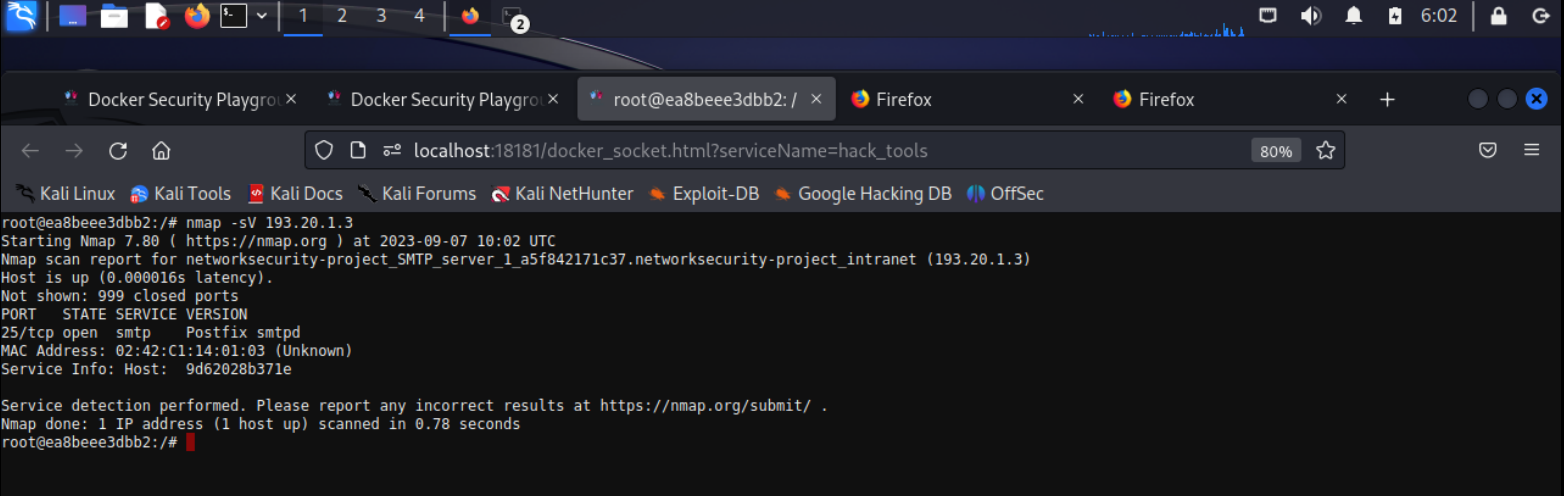 1 2 3 4 2 6:02
Docker Security Playgrou Docker Security Playgrou root@ea8beee3dbb2: / Firefox Firefox
localhost:18181/docker_socket.html?serviceName=hack_tools 80%
Kali Linux Kali Tools Kali Docs Kali Forums Kali NetHunter Exploit-DB Google Hacking DB OffSec
root@ea8beee3dbb2:/# nmap -sV 193.20.1.3
Starting Nmap 7.80 ( https://nmap.org ) at 2023-09-07 10:02 UTC
Nmap scan report for networksecurity-project_SMTP_server_1_a5f842171c37.networksecurity-project_intranet (193.20.1.3)
Host is up (0.000016s latency).
Not shown: 999 closed ports
PORT   STATE SERVICE VERSION
25/tcp open  smtp    Postfix smtpd
MAC Address: 02:42:C1:14:01:03 (Unknown)
Service Info: Host:  9d62028b371e
Service detection performed. Please report any incorrect results at https://nmap.org/submit/ .
Nmap done: 1 IP address (1 host up) scanned in 0.78 seconds
root@ea8beee3dbb2:/#